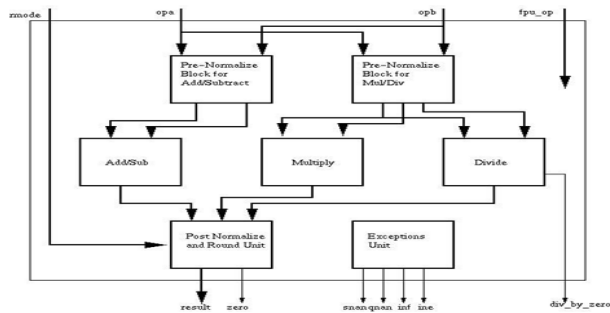 rmode
opa
opb
fpu_op
Pre-Normalize
Block for
Add/Subtract
Pre-Normalize
Block for
Mul/Div
Add/Sub
Multiply
Divide
Post Normalize
and Round Unit
Exceptions
Unit
result
zero
snan
qnan
inf
ine
div_by_zero